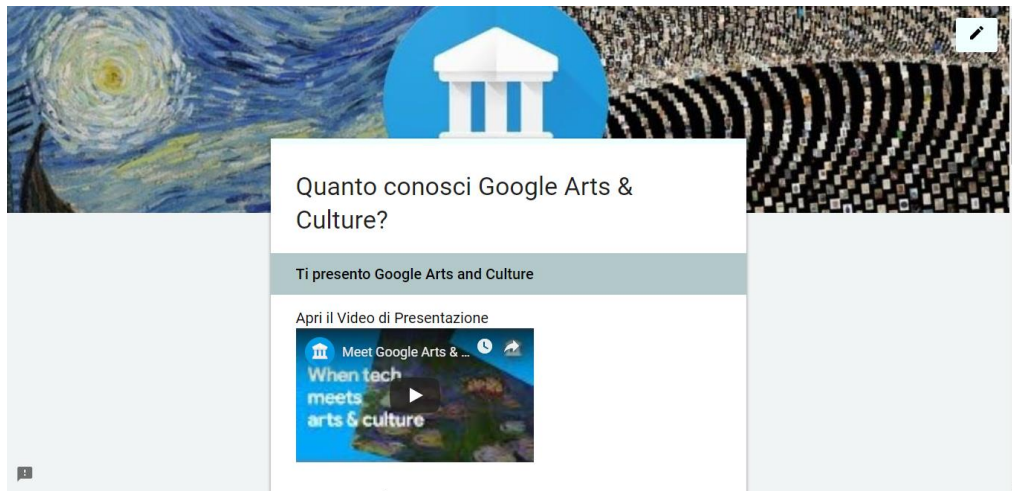 Quanto conosci Google Arts &
Culture?
Ti presento Google Arts and Culture
Apri il Video di Presentazione
Meet Google Arts & ...
When tech
meets
arts & culture